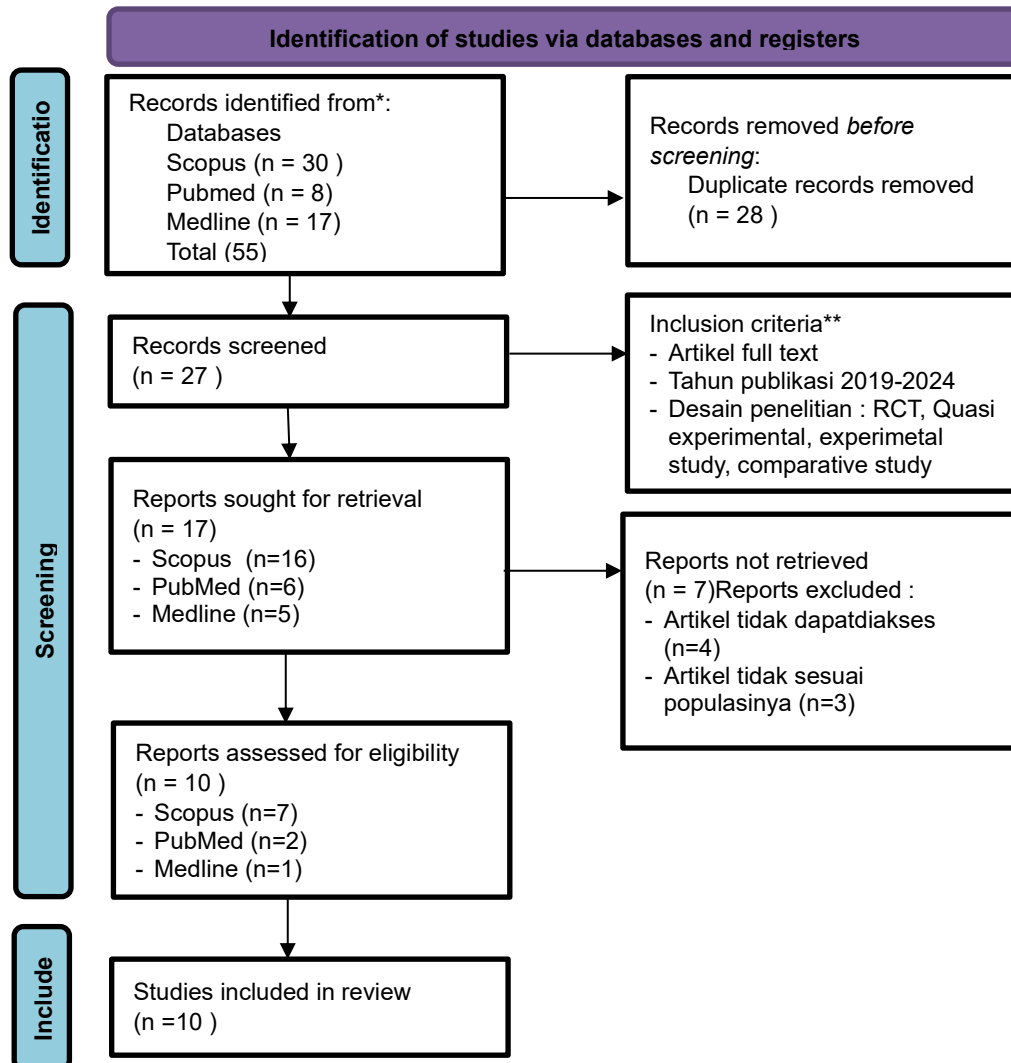 Identification of studies via databases and registers
Identificatio
Records identified from*:
Databases
Scopus (n = 30 )
Pubmed (n = 8)
Medline (n = 17)
Total (55)
Records removed before
screening:
Duplicate records removed
(n = 28 )
Screening
Records screened
(n = 27 )
Inclusion criteria**
- Artikel full text
- Tahun publikasi 2019-2024
- Desain penelitian : RCT, Quasi
experimental, experimetal
study, comparative study
Reports sought for retrieval
(n = 17)
- Scopus (n=16)
- PubMed (n=6)
- Medline (n=5)
Reports not retrieved
(n = 7)Reports excluded :
- Artikel tidak dapatdiakses
(n=4)
- Artikel tidak sesuai
populasinya (n=3)
Reports assessed for eligibility
(n = 10 )
- Scopus (n=7)
- PubMed (n=2)
- Medline (n=1)
Include
Studies included in review
(n =10 )